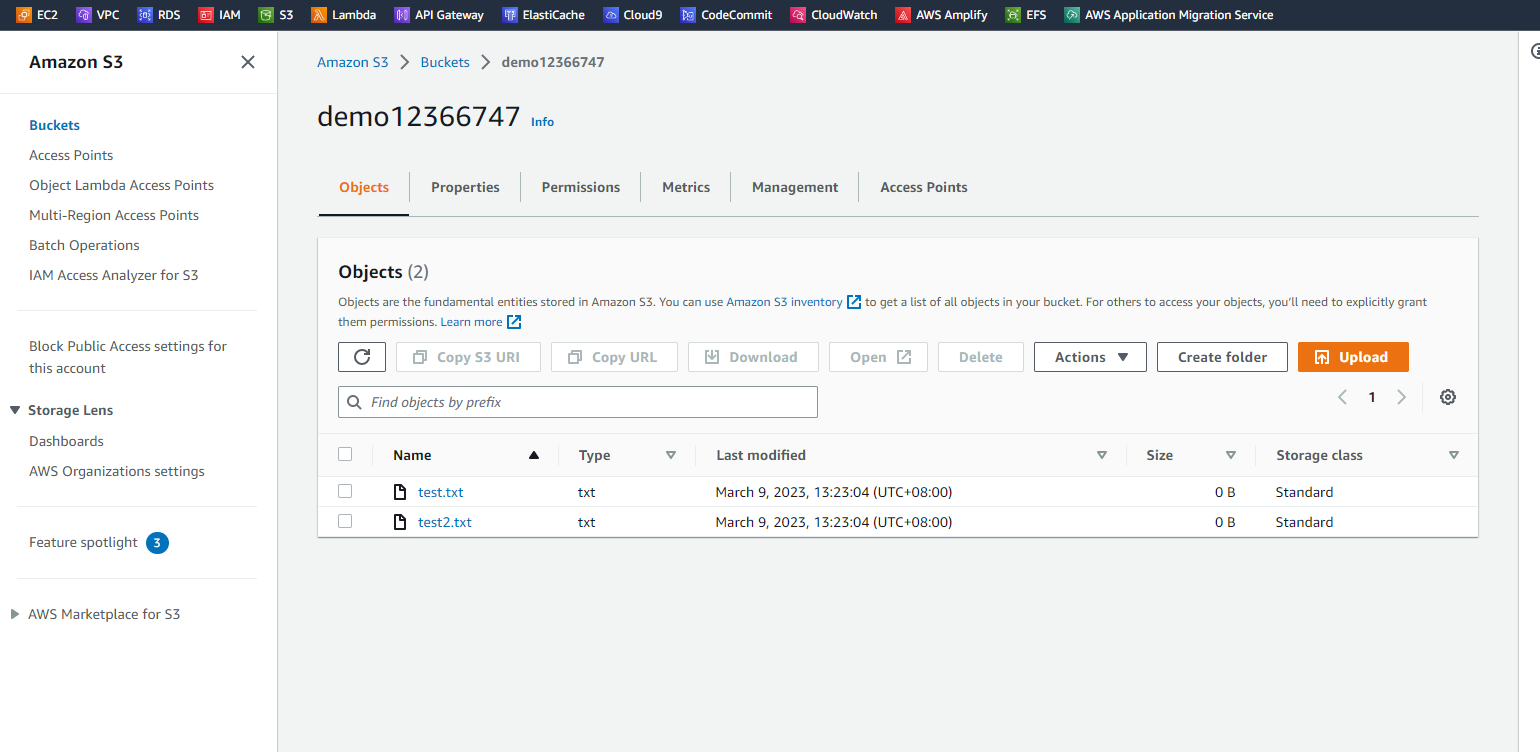 EC2 VPC RDS IAM S3 Lambda API Gateway ElastiCache Cloud9 CodeCommit CloudWatch AWS Amplify EFS AWS Application Migration Service
Amazon S3
Buckets
Access Points
Object Lambda Access Points
Multi-Region Access Points
Batch Operations
IAM Access Analyzer for S3
Block Public Access settings for
this account
Storage Lens
Dashboards
AWS Organizations settings
Feature spotlight 3
AWS Marketplace for S3
Amazon S3 Buckets demo12366747
demo12366747 Info
Objects Properties Permissions Metrics Management Access Points
Objects (2)
Objects are the fundamental entities stored in Amazon S3. You can use Amazon S3 inventory to get a list of all objects in your bucket. For others to access your objects, you'll need to explicitly grant
them permissions. Learn more
Copy S3 URI Copy URL Download Open Delete Actions Create folder Upload
Find objects by prefix
1
Name Type Last modified Size Storage class
test.txt txt March 9, 2023, 13:23:04 (UTC+08:00) 0 B Standard
test2.txt txt March 9, 2023, 13:23:04 (UTC+08:00) 0 B Standard